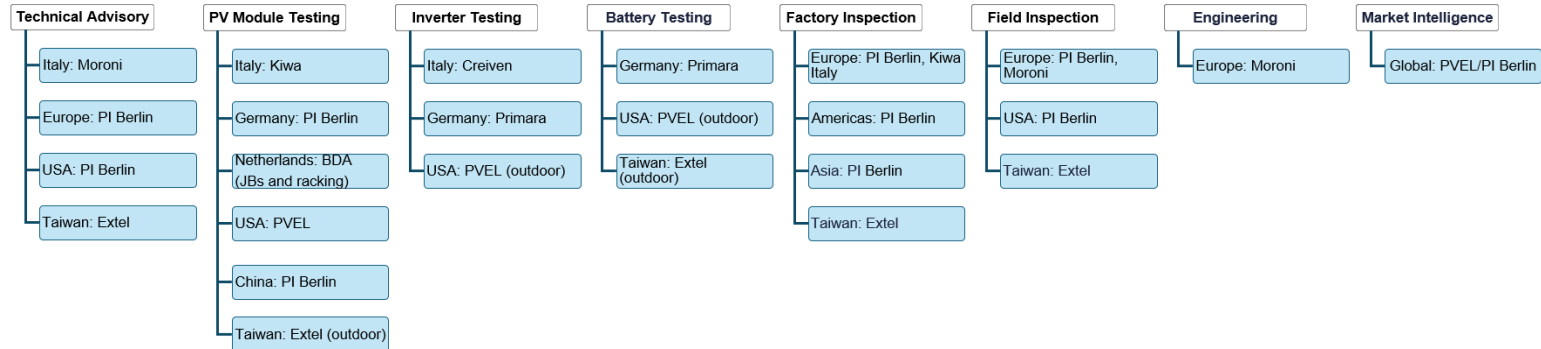 Technical Advisory
Italy: Moroni
Europe: PI Berlin
USA: PI Berlin
Taiwan: Extel
PV Module Testing
Italy: Kiwa
Germany: PI Berlin
Netherlands: BDA
(JBs and racking)
USA: PVEL
China: PI Berlin
Taiwan: Extel (outdoor)
Inverter Testing
Italy: Creiven
Germany: Primara
USA: PVEL (outdoor)
Battery Testing
Germany: Primara
USA: PVEL (outdoor)
Taiwan: Extel
(outdoor)
Factory Inspection
Europe: PI Berlin, Kiwa
Italy
Americas: PI Berlin
Asia: PI Berlin
Taiwan: Extel
Field Inspection
Europe: PI Berlin,
Moroni
USA: PI Berlin
Taiwan: Extel
Engineering
Europe: Moroni
Market Intelligence
Global: PVEL/PI Berlin